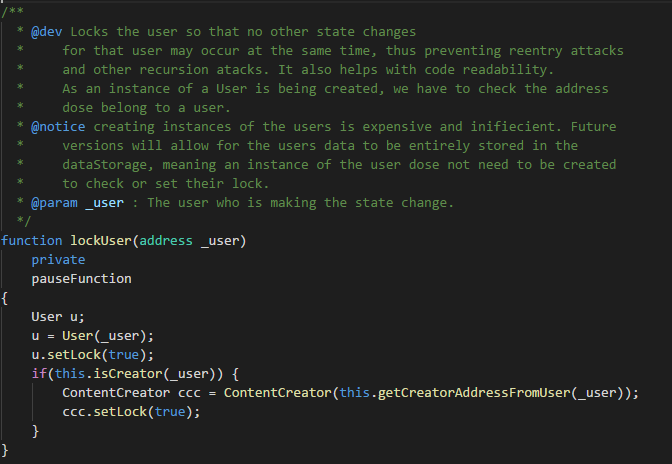 /**
 * @dev Locks the user so that no other state changes
 *     for that user may occur at the same time, thus preventing reentry attacks
 *     and other recursion atacks. It also helps with code readability.
 *     As an instance of a User is being created, we have to check the address
 *     dose belong to a user.
 * @notice creating instances of the users is expensive and inifiecient. Future
 *     versions will allow for the users data to be entirely stored in the
 *     dataStorage, meaning an instance of the user dose not need to be created
 *     to check or set their lock.
 * @param _user : The user who is making the state change.
 */
function lockUser(address _user)
    private
    pauseFunction
{
    User u;
    u = User(_user);
    u.setLock(true);
    if(this.isCreator(_user)) {
        ContentCreator ccc = ContentCreator(this.getCreatorAddressFromUser(_user));
        ccc.setLock(true);
    }
}